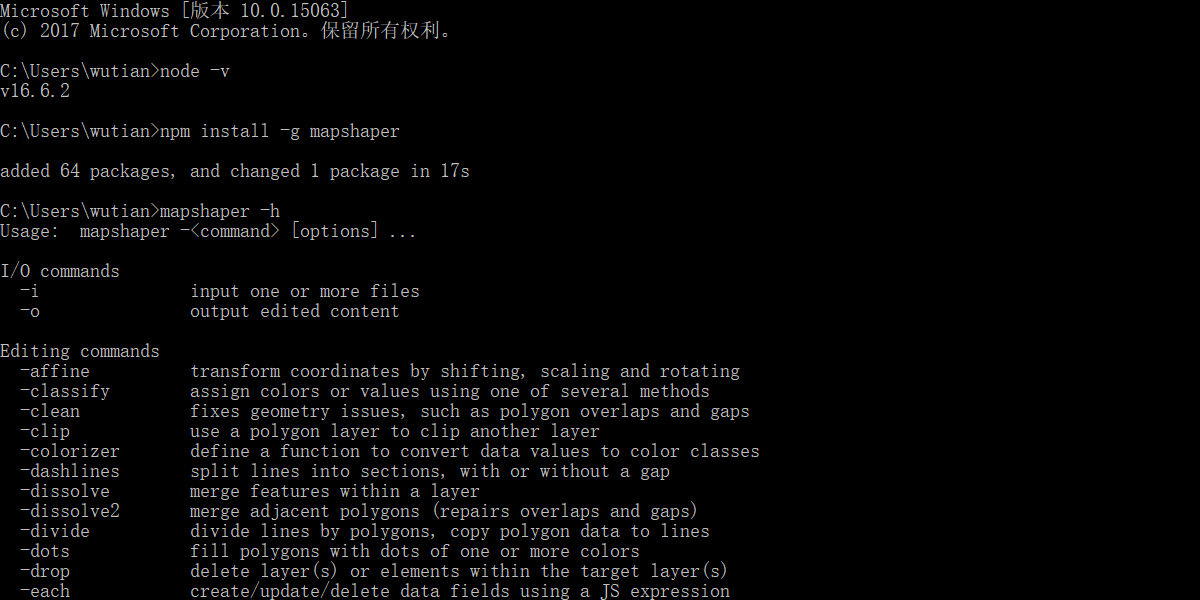 Microsoft Windows [版本 10.0.15063]
(c) 2017 Microsoft Corporation。保留所有权利。
C:\Users\wutian>node -v
v16.6.2
C:\Users\wutian>npm install -g mapshaper
added 64 packages, and changed 1 package in 17s
C:\Users\wutian>mapshaper -h
Usage:  mapshaper -<command> [options] ...
I/O commands
  -i               input one or more files
  -o               output edited content
Editing commands
  -affine          transform coordinates by shifting, scaling and rotating
  -classify        assign colors or values using one of several methods
  -clean           fixes geometry issues, such as polygon overlaps and gaps
  -clip            use a polygon layer to clip another layer
  -colorizer       define a function to convert data values to color classes
  -dashlines       split lines into sections, with or without a gap
  -dissolve        merge features within a layer
  -dissolve2       merge adjacent polygons (repairs overlaps and gaps)
  -divide          divide lines by polygons, copy polygon data to lines
  -dots            fill polygons with dots of one or more colors
  -drop            delete layer(s) or elements within the target layer(s)
  -each            create/update/delete data fields using a JS expression